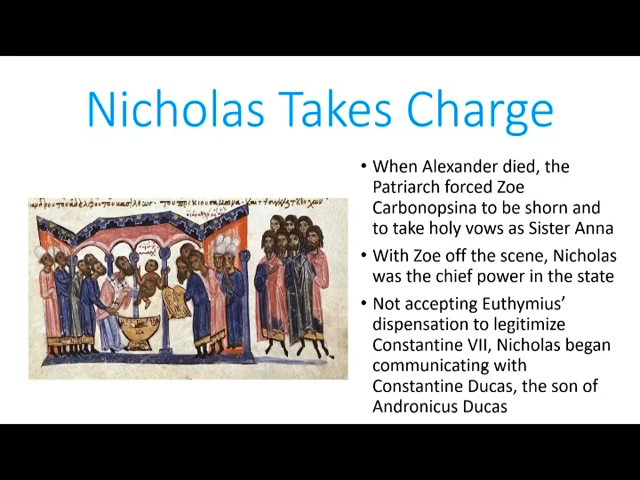 Nicholas Takes Charge
• When Alexander died, the
Patriarch forced Zoe
Carbonopsina to be shorn and
to take holy vows as Sister Anna
• With Zoe off the scene, Nicholas
was the chief power in the state
• Not accepting Euthymius’
dispensation to legitimize
Constantine VII, Nicholas began
communicating with
Constantine Ducas, the son of
Andronicus Ducas